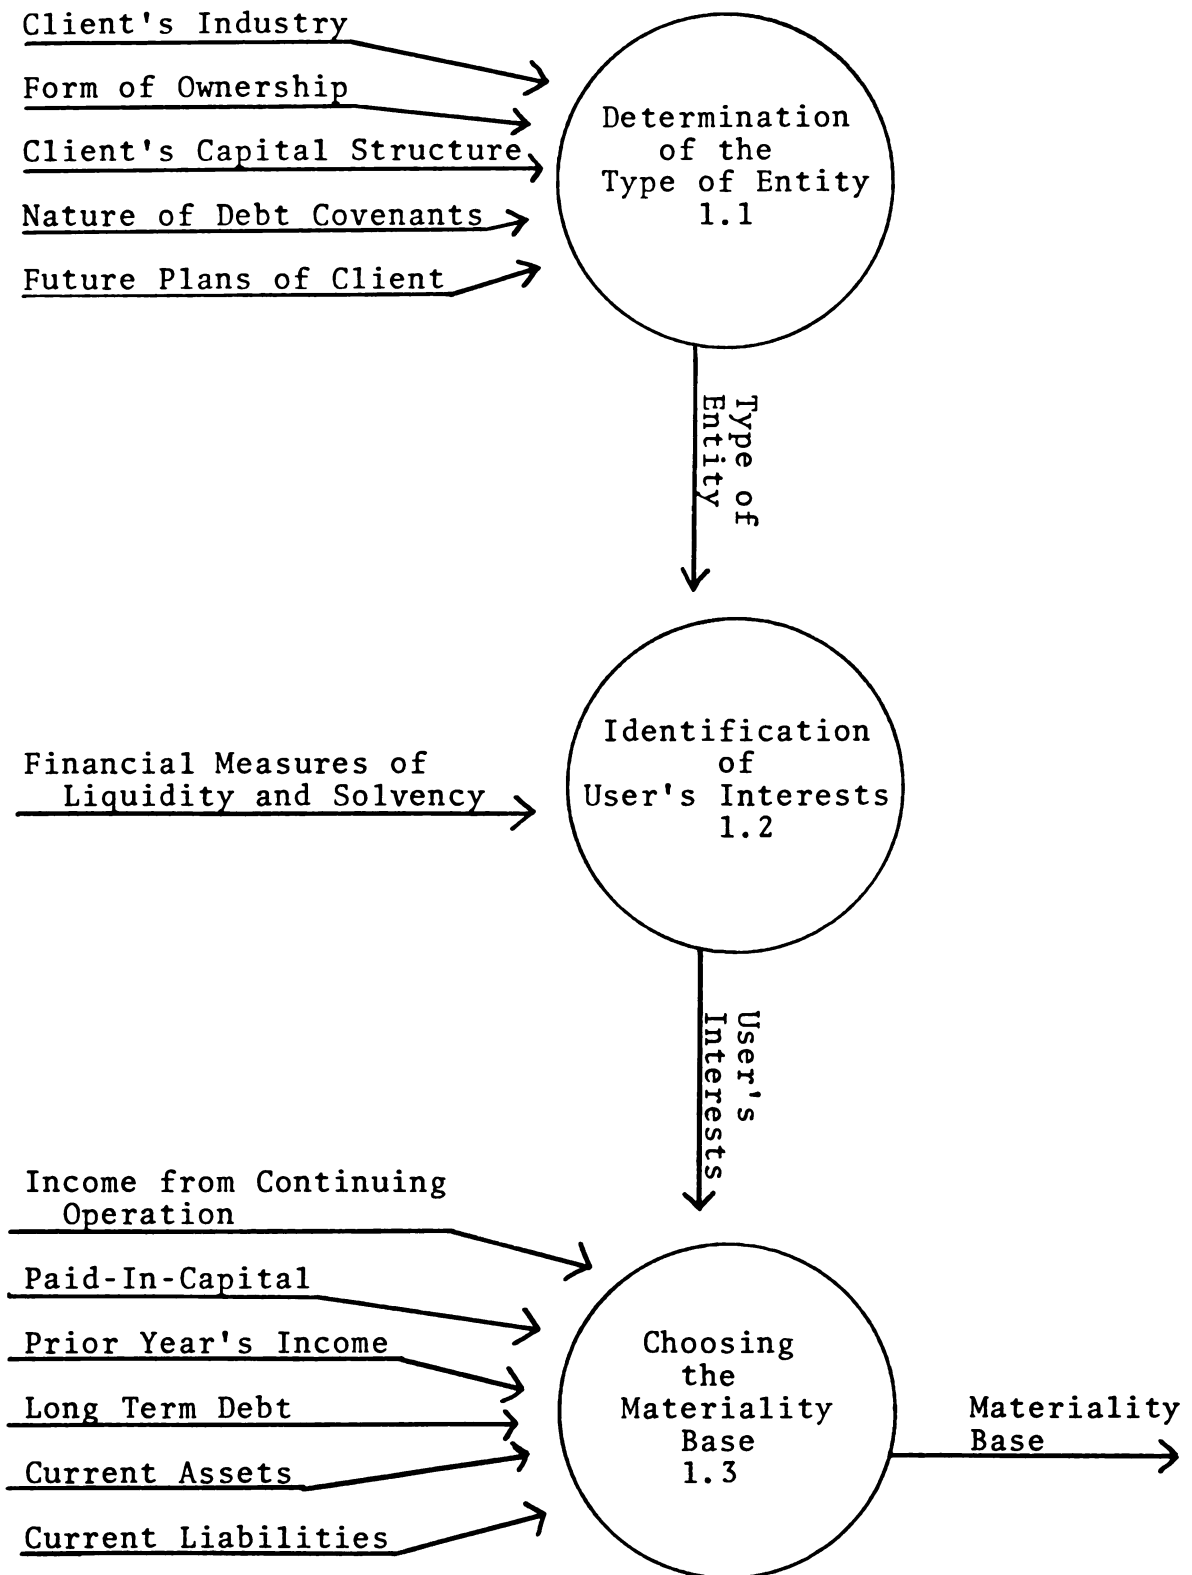 Client's Industry
Form of Ownership
Client's Capital Structure
Nature of Debt Covenants
Future Plans of Client
Determination
of the
Type of Entity
1.1
Type of
Entity
Financial Measures of
Liquidity and Solvency
Identification
of
User's Interests
1.2
User's
Interests
Income from Continuing
Operation
Paid-In-Capital
Prior Year's Income
Long Term Debt
Current Assets
Current Liabilities
Choosing
the
Materiality
Base
1.3
Materiality
Base